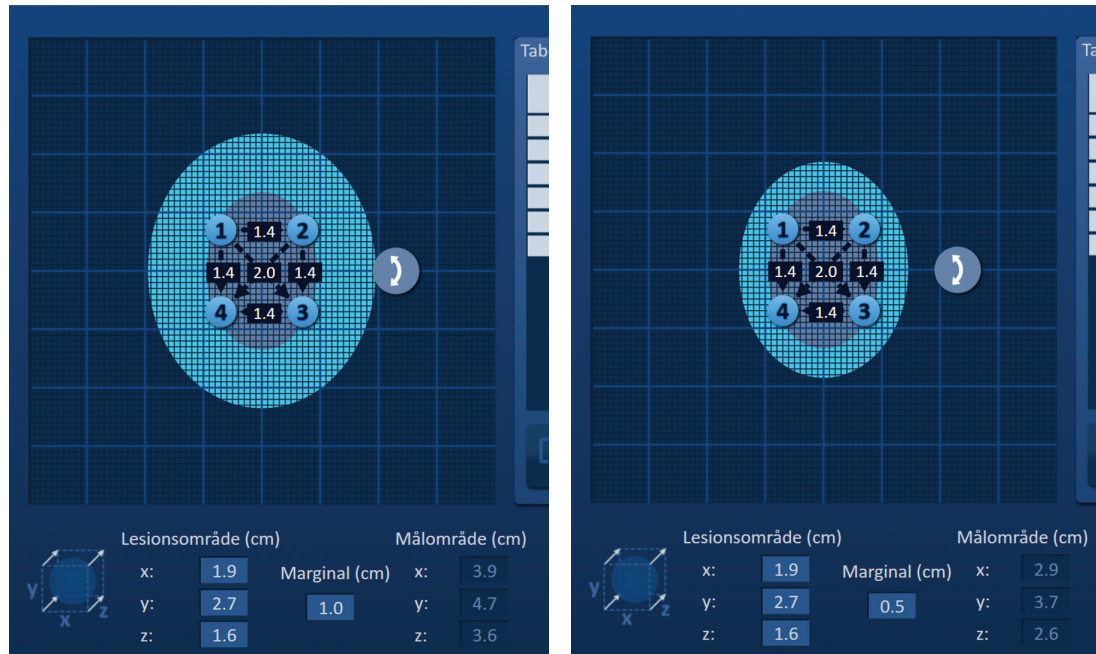 Tab
1 1.4 2
1.4 2.0 1.4
4 1.4 3
Lesionsområde (cm) Målområde (cm)
x: 1.9 Marginal (cm) x: 3.9
y: 2.7 1.0 y: 4.7
z: 1.6 z: 3.6
y x z
Ta
1 1.4 2
1.4 2.0 1.4
4 1.4 3
Lesionsområde (cm) Målområde (cm)
x: 1.9 Marginal (cm) x: 2.9
y: 2.7 0.5 y: 3.7
z: 1.6 z: 2.6
y x z